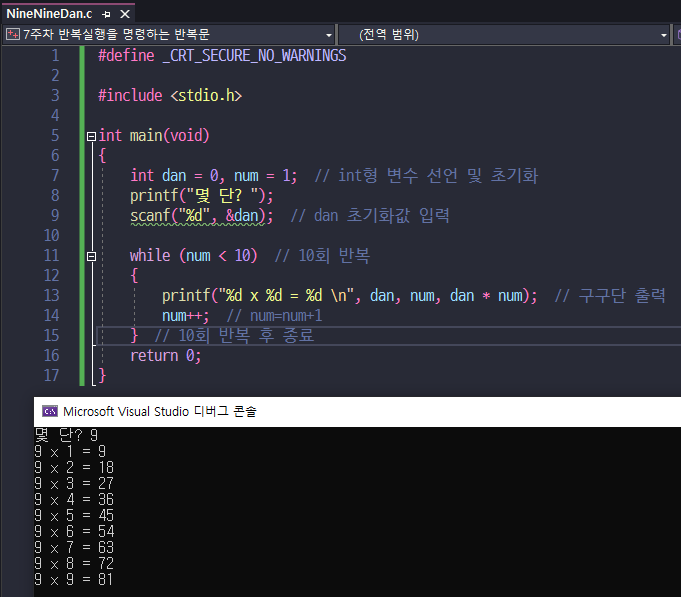 NineNineDan.c
7주차 반복실행을 명령하는 반복문 (전역 범위)
1 #define _CRT_SECURE_NO_WARNINGS
2
3 #include <stdio.h>
4
5 int main(void)
6 {
7 int dan = 0, num = 1; // int형 변수 선언 및 초기화
8 printf("몇 단? ");
9 scanf("%d", &dan); // dan 초기화값 입력
10
11 while (num < 10) // 10회 반복
12 {
13 printf("%d x %d = %d \n", dan, num, dan * num); // 구구단 출력
14 num++; // num=num+1
15 } // 10회 반복 후 종료
16 return 0;
17 }
Microsoft Visual Studio 디버그 콘솔
몇 단? 9
9 x 1 = 9
9 x 2 = 18
9 x 3 = 27
9 x 4 = 36
9 x 5 = 45
9 x 6 = 54
9 x 7 = 63
9 x 8 = 72
9 x 9 = 81